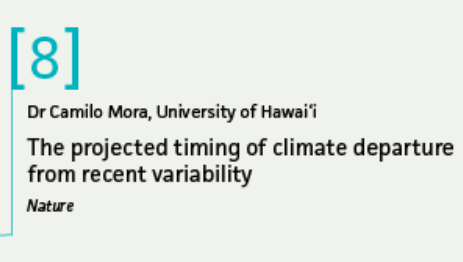 [8]
Dr Camilo Mora, University of Hawai‘i
The projected timing of climate departure
from recent variability
Nature